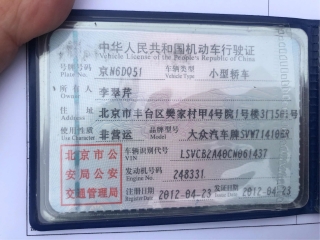 中华人民共和国机动车行驶证
Vehicle License of the People's Republic of China
号牌号码 京N6DQ51 车辆类型 小型轿车
Plate No. Vehicle Type
所有人 李翠芹
Owner
住址 北京市丰台区樊家村甲4号院1号楼3门501号
Address
使用性质 非营运 品牌型号 大众汽车牌SVW71410GR
Use Character Model
北京市公 车辆识别代号 LSVCB2A40CN061437
VIN
安局公安 发动机号码 248331
Engine No.
交通管理局 注册日期 2012-04-23 发证日期 2012-04-23
Register Date Issue Date